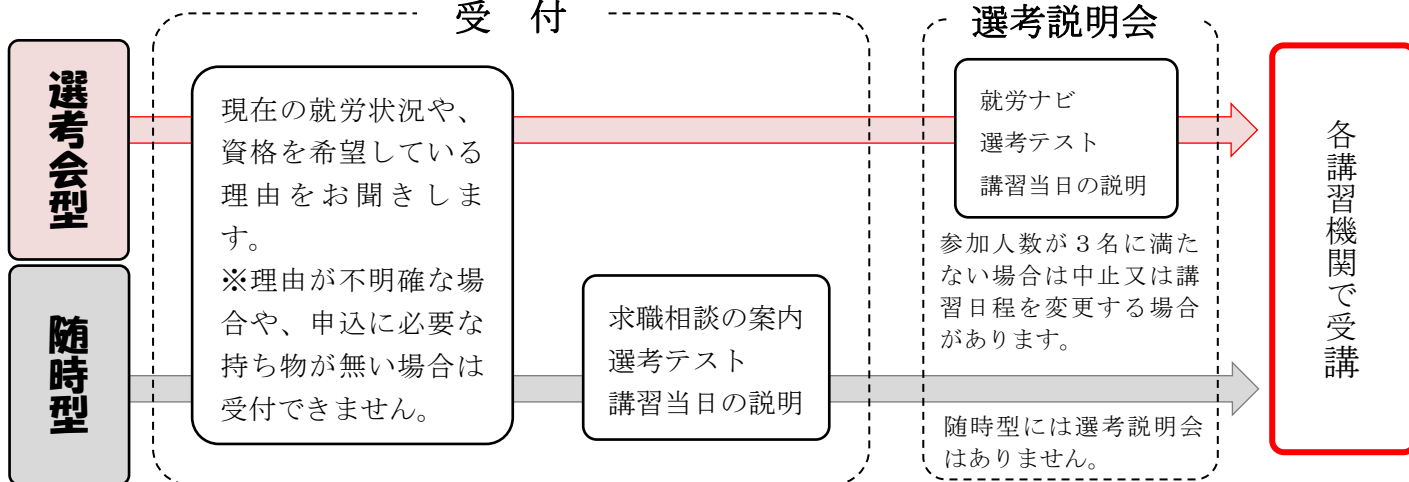 受　付
選考説明会
選考会型
現在の就労状況や、
資格を希望している
理由をお聞きしま
す。
※理由が不明確な場
合や、申込に必要な
持ち物が無い場合は
受付できません。
就労ナビ
選考テスト
講習当日の説明
参加人数が３名に満た
ない場合は中止又は講
習日程を変更する場合
があります。
随時型
求職相談の案内
選考テスト
講習当日の説明
随時型には選考説明会
はありません。
各講習機関で受講